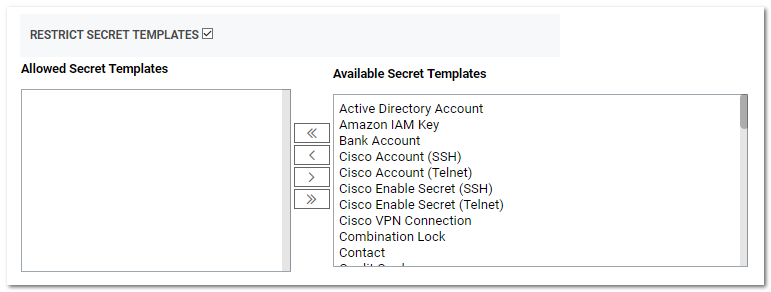 RESTRICT SECRET TEMPLATES
Allowed Secret Templates
Available Secret Templates
Active Directory Account
Amazon IAM Key
Bank Account
Cisco Account (SSH)
Cisco Account (Telnet)
Cisco Enable Secret (SSH)
Cisco Enable Secret (Telnet)
Cisco VPN Connection
Combination Lock
Contact